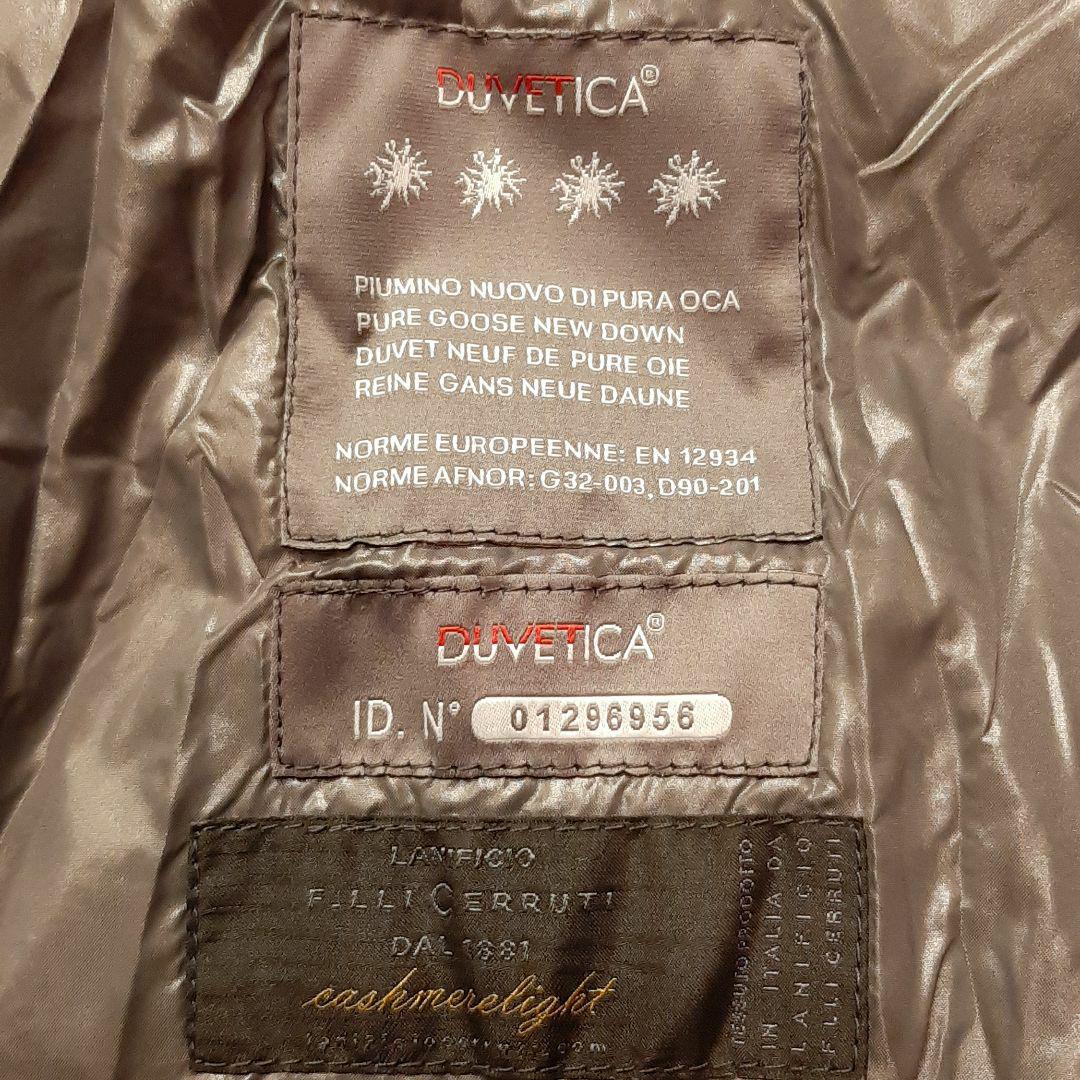 DUVETICA®
PIUMINO NUOVO DI PURA OCA
PURE GOOSE NEW DOWN
DUVET NEUF DE PURE OIE
REINE GANS NEUE DAUNE
NORME EUROPEENNE: EN 12934
NORME AFNOR: G32-003, D90-201
DUVETICA®
ID. N° 01296956
LANIFICIO
F.LLI CERRUTI
DAL 1881
cashmerelight
TESSUTO PRODOTTO
IN ITALIA DA
LANIFICIO
F.LLI CERRUTI